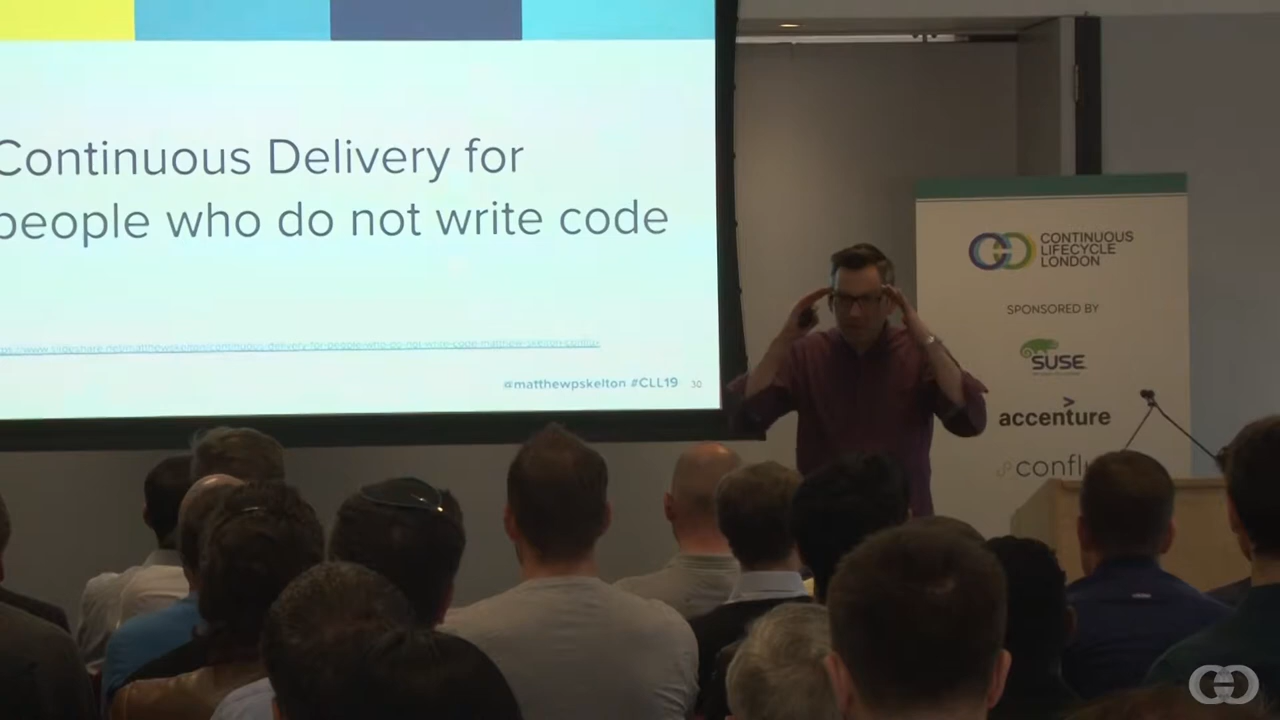 Continuous Delivery for
people who do not write code
@matthewpskelton #CLL19 30
CONTINUOUS
LIFECYCLE
LONDON
SPONSORED BY
SUSE
accenture